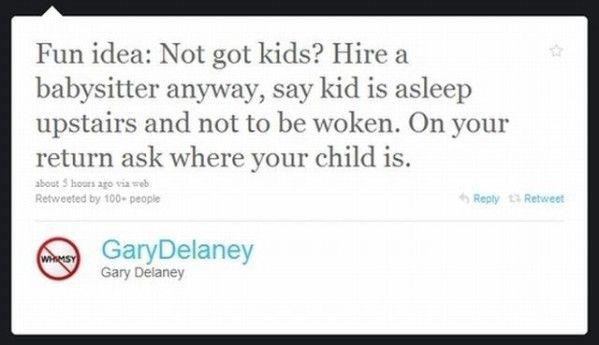 Fun idea: Not got kids? Hire a
babysitter anyway, say kid is asleep
upstairs and not to be woken. On your
return ask where your child is.
about 5 hours ago via web
Retweeted by 100+ people
Reply Retweet
WHIMSY
GaryDelaney
Gary Delaney